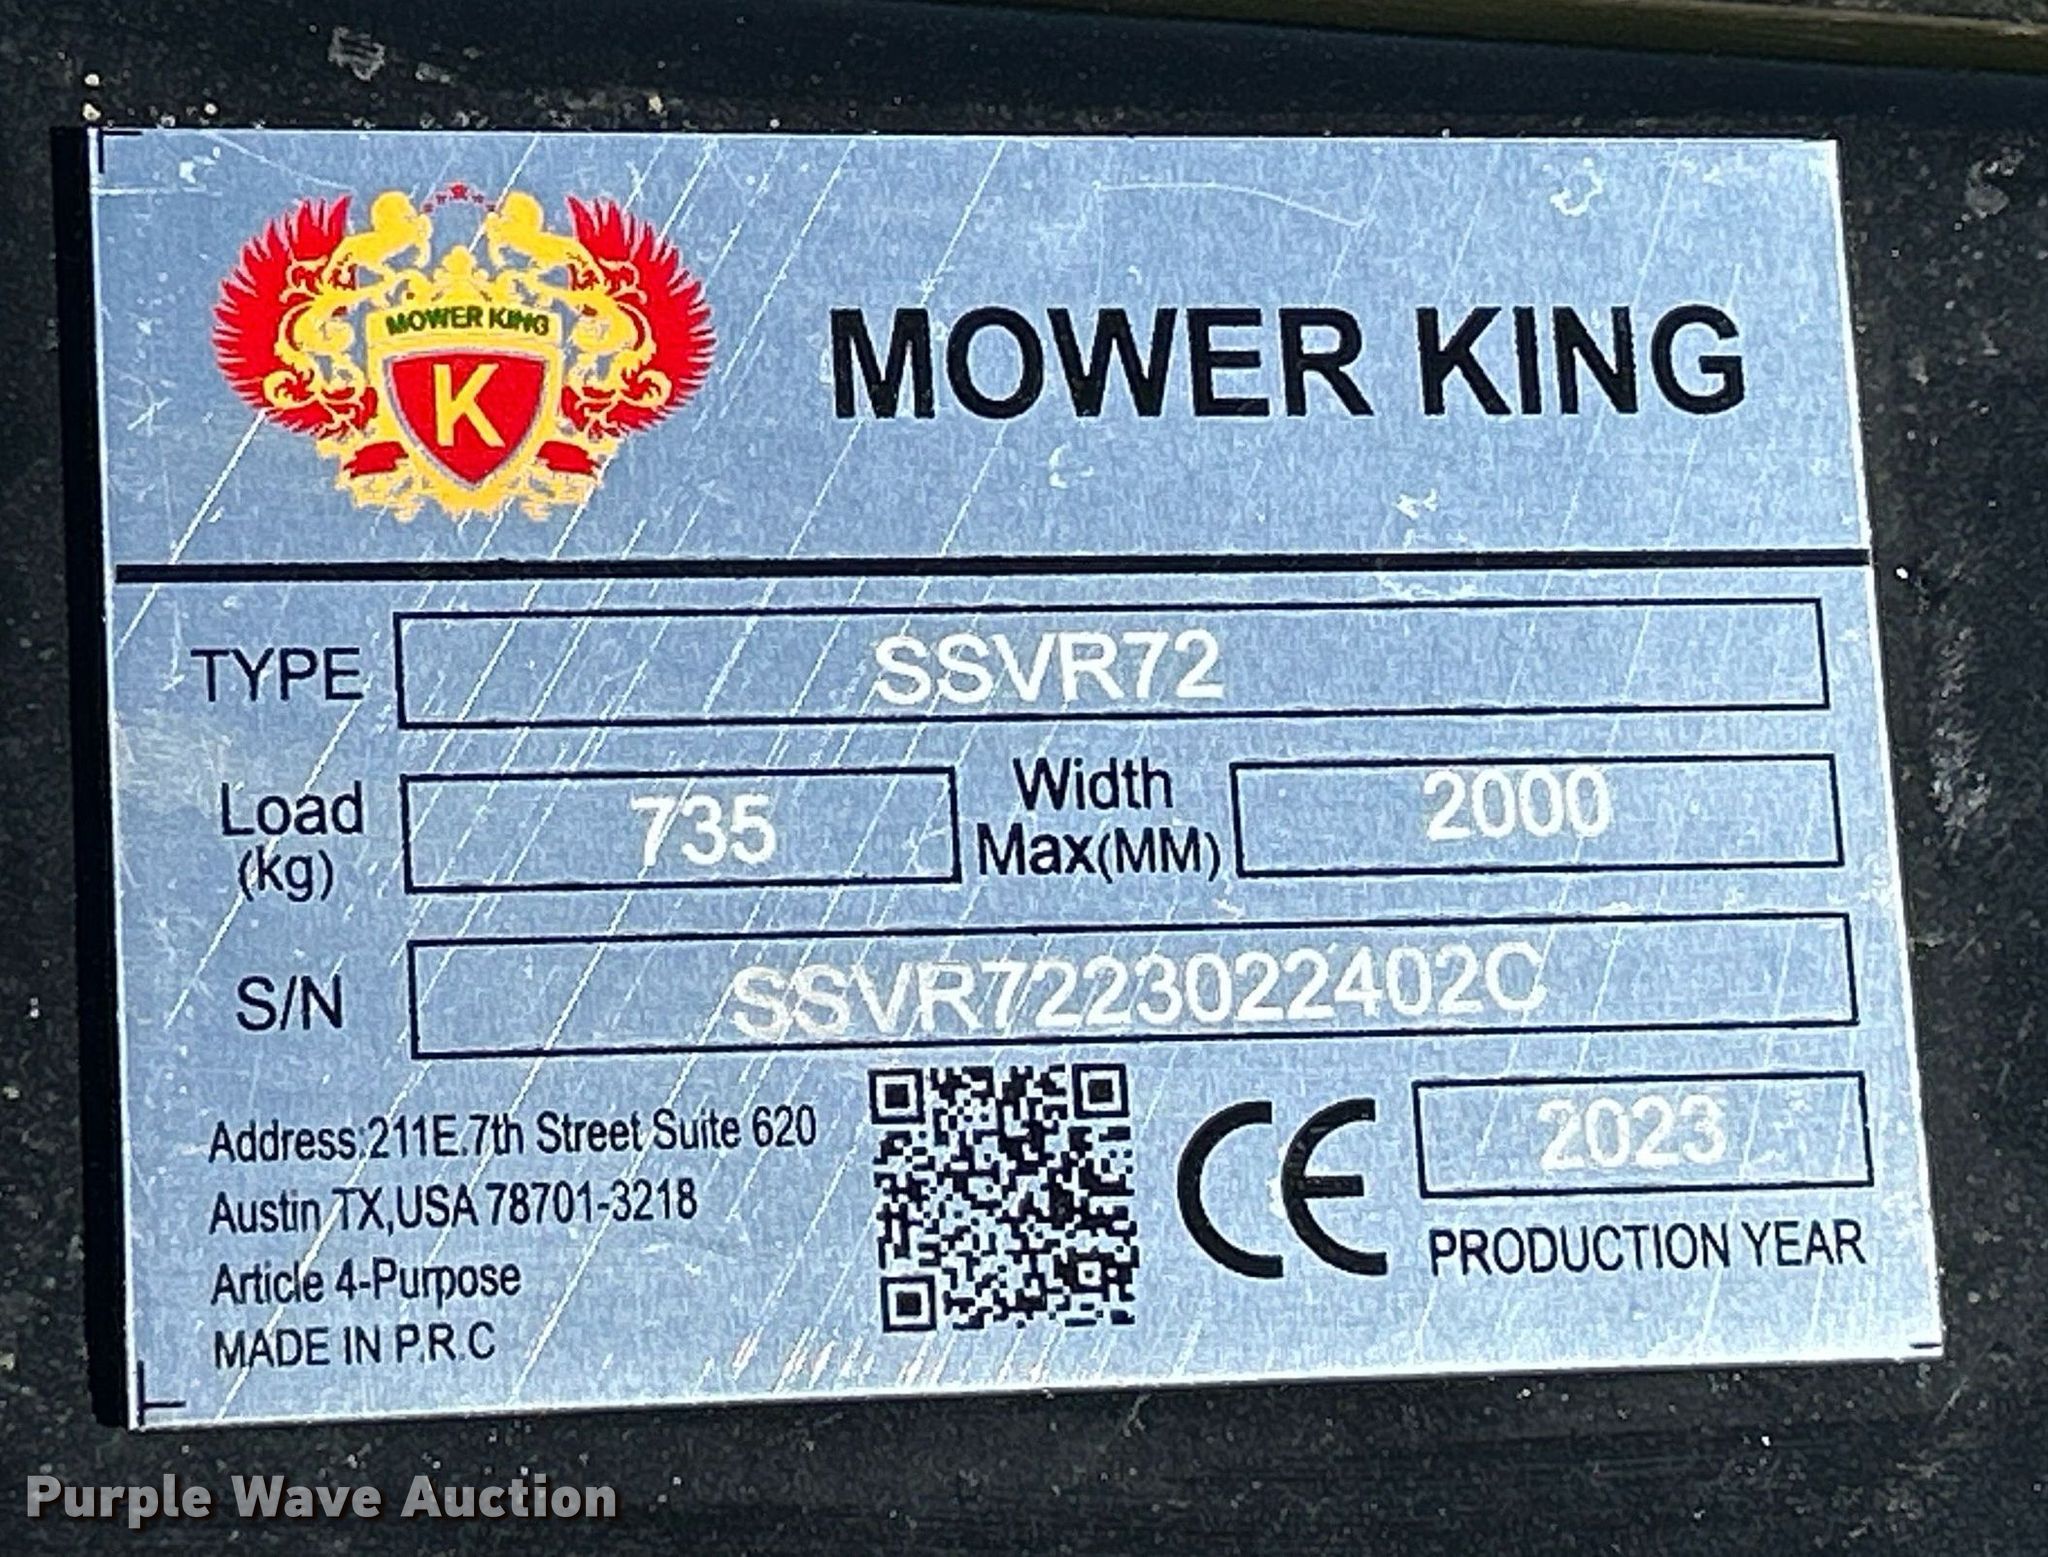 MOWER KING
K
MOWER KING
TYPE SSVR72
Load (kg) 735 Width Max(MM) 2000
S/N SSVR7223022402C
Address:211E.7th Street Suite 620
Austin TX,USA 78701-3218
Article 4-Purpose
MADE IN P.R.C
CE
2023
PRODUCTION YEAR
Purple Wave Auction